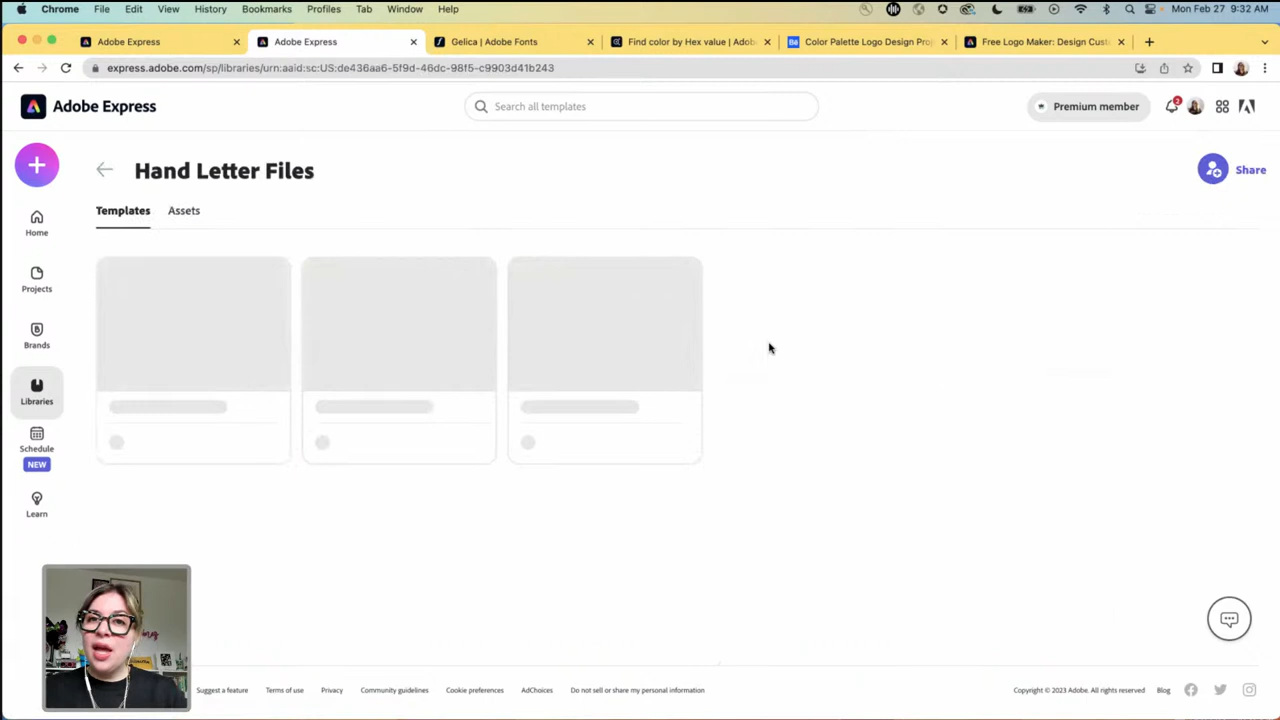 Chrome File Edit View History Bookmarks Profiles Tab Window Help Mon Feb 27 9:32 AM
Adobe Express Adobe Express Gelica | Adobe Fonts Find color by Hex value | Adob Color Palette Logo Design Proj Free Logo Maker: Design Cust
express.adobe.com/sp/libraries/urn:aaid:sc:US:de436aa6-5f9d-46dc-98f5-c9903d41b243
Adobe Express
Search all templates
Premium member
2
Hand Letter Files
Share
Templates Assets
Home
Projects
Brands
Libraries
Schedule
NEW
Learn
Suggest a feature Terms of use Privacy Community guidelines Cookie preferences AdChoices Do not sell or share my personal information Copyright © 2023 Adobe. All rights reserved Blog